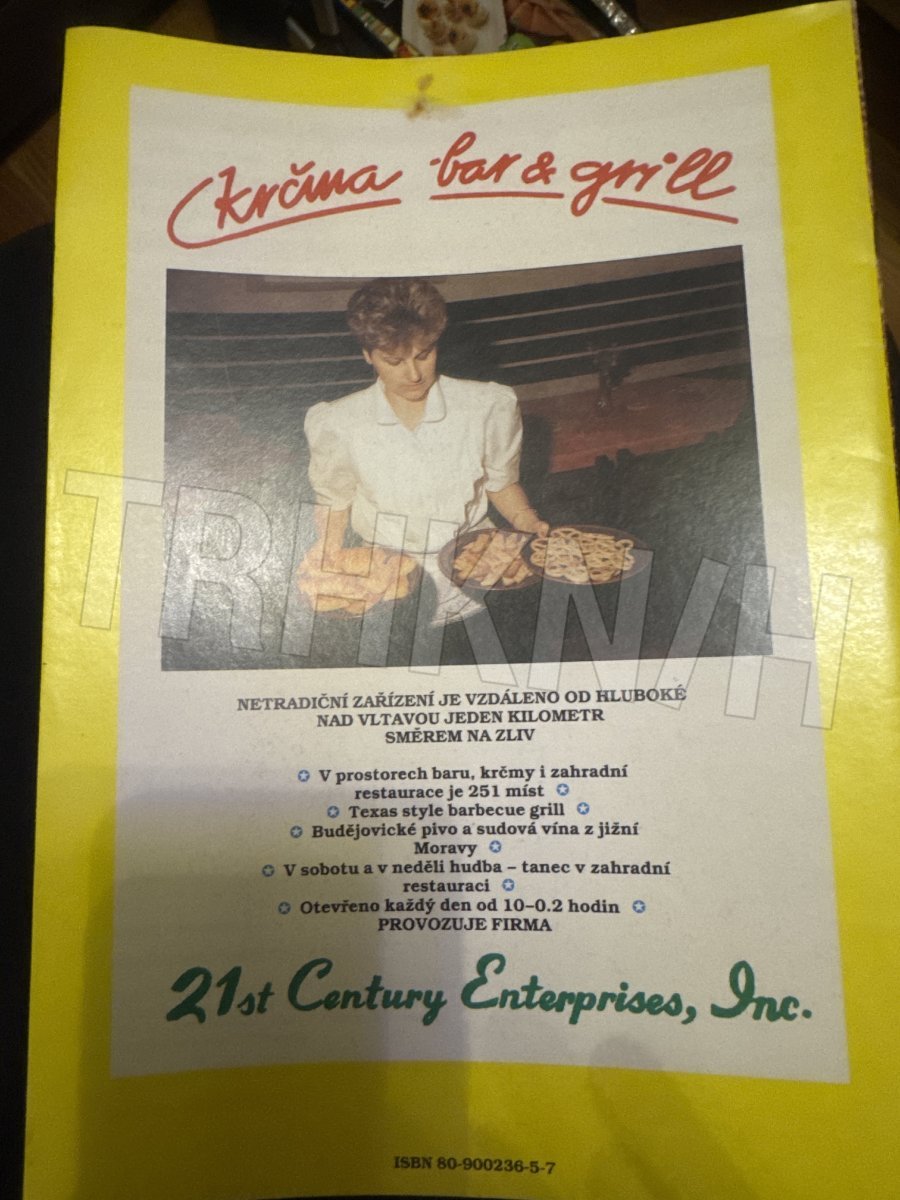 krčma bar & grill
TRHKNIH
NETRADIČNÍ ZAŘÍZENÍ JE VZDÁLENO OD HLUBOKÉ
NAD VLTAVOU JEDEN KILOMETR
SMĚREM NA ZLIV
✪ V prostorech baru, krčmy i zahradní
restaurace je 251 míst ✪
✪ Texas style barbecue grill ✪
✪ Budějovické pivo a sudová vína z jižní
Moravy ✪
✪ V sobotu a v neděli hudba – tanec v zahradní
restauraci ✪
✪ Otevřeno každý den od 10–0.2 hodin ✪
PROVOZUJE FIRMA
21st Century Enterprises, Inc.
ISBN 80-900236-5-7